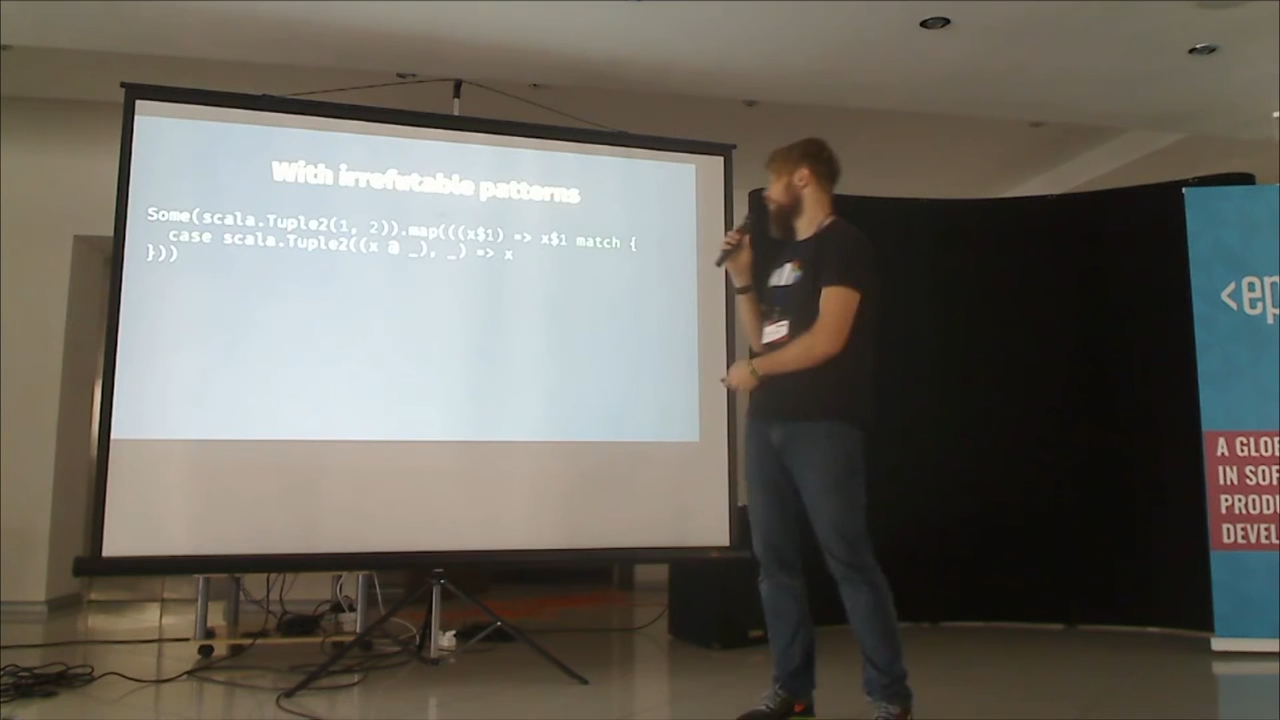 With irrefutable patterns
Some(scala.Tuple2(1, 2)).map(((x$1) => x$1 match {
case scala.Tuple2((x @ _), _) => x
}))
<ep
A GLOB
IN SOF
PRODU
DEVEL